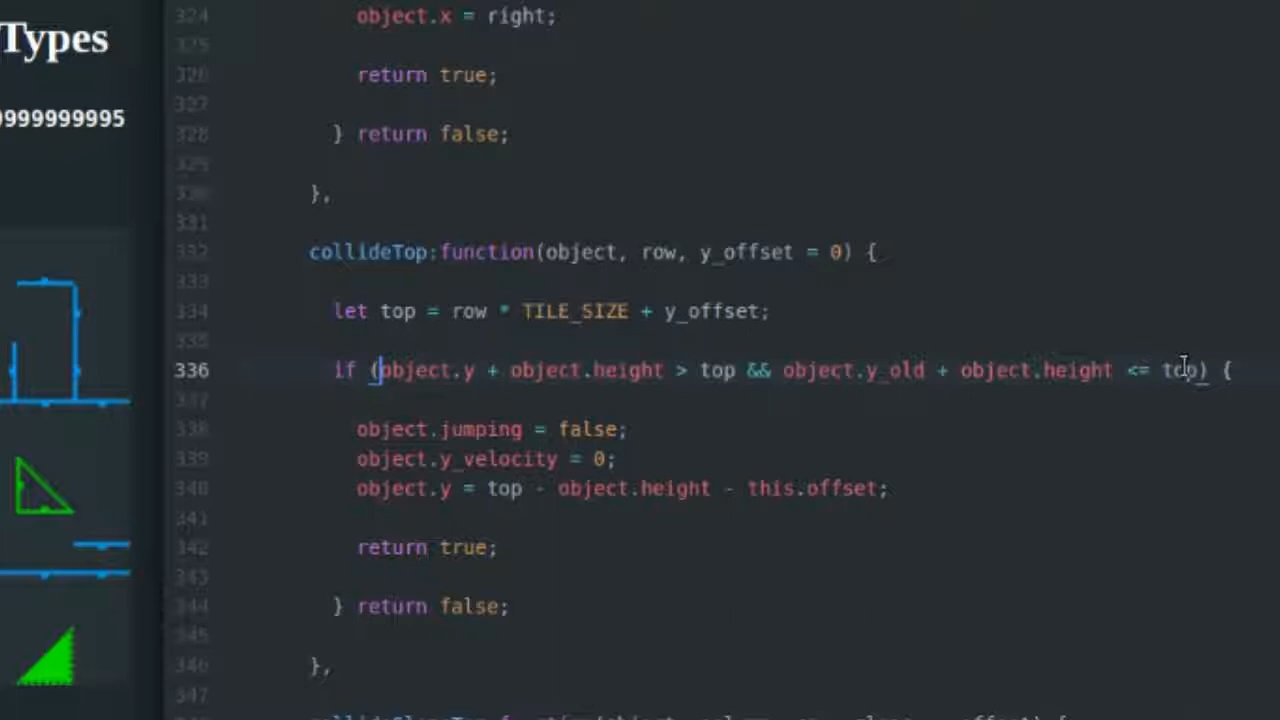 Types
9999999995
324 object.x = right;
325
326 return true;
327
328 } return false;
329
330 },
331
332 collideTop:function(object, row, y_offset = 0) {
333
334 let top = row * TILE_SIZE + y_offset;
335
336 if (object.y + object.height > top && object.y_old + object.height <= top) {
337
338 object.jumping = false;
339 object.y_velocity = 0;
340 object.y = top - object.height - this.offset;
341
342 return true;
343
344 } return false;
345
346 },
347